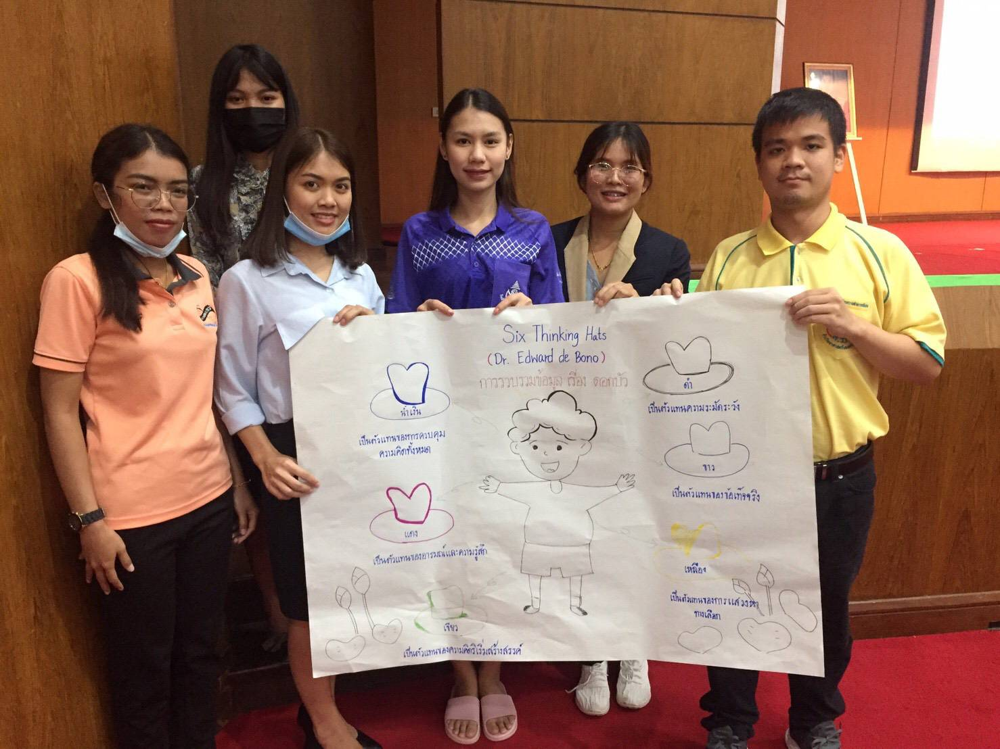 Six Thinking Hats
(Dr. Edward de Bono)
การรวบรวมข้อมูล เรื่อง ดอกบัว
น้ำเงิน
เป็นตัวแทนของการควบคุม
ความคิดทั้งหมด
แดง
เป็นตัวแทนของอารมณ์และความรู้สึก
เขียว
เป็นตัวแทนของความคิดริเริ่มสร้างสรรค์
ดำ
เป็นตัวแทนความระมัดระวัง
ขาว
เป็นตัวแทนของข้อเท็จจริง
เหลือง
เป็นตัวแทนของการแสวงหา
ทางเลือก